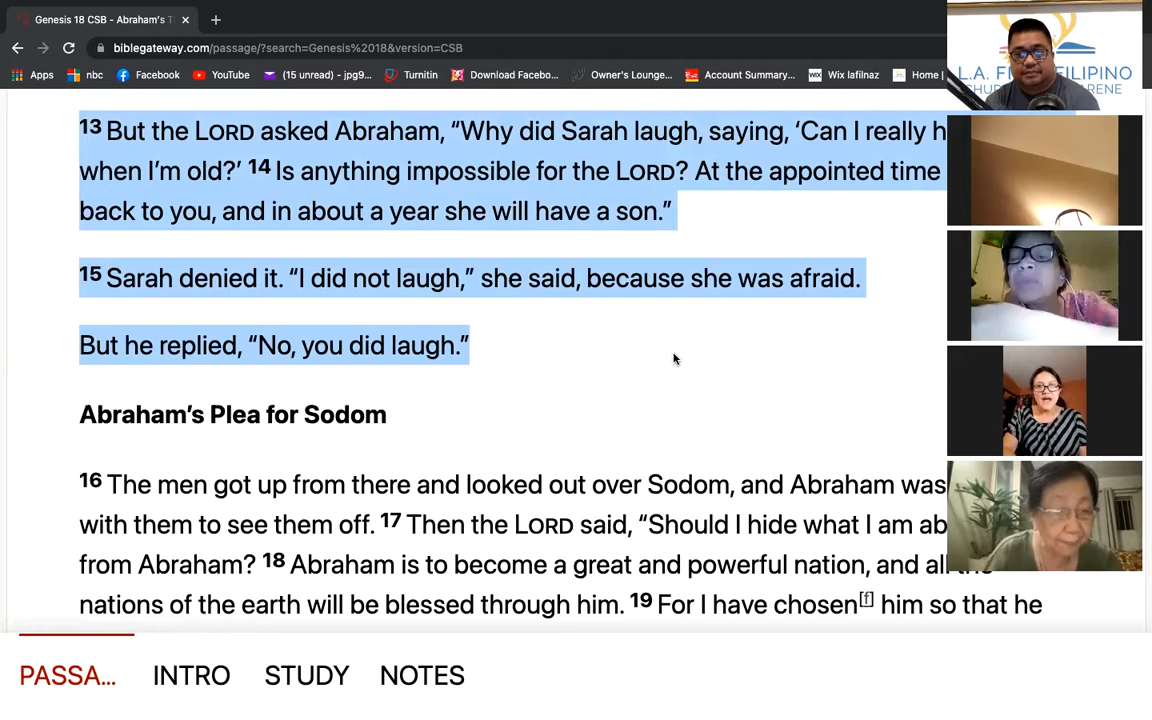 Genesis 18 CSB - Abraham's T
biblegateway.com/passage/?search=Genesis%2018&version=CSB
Apps nbc Facebook YouTube (15 unread) - jpg9... Turnitin Download Facebo... Owner's Lounge... Account Summary... Wix lafilnaz Home |
L.A. FI FILIPINO
CHUR ARENE
13 But the LORD asked Abraham, “Why did Sarah laugh, saying, ‘Can I really h
when I’m old?’ 14 Is anything impossible for the LORD? At the appointed time
back to you, and in about a year she will have a son.”
15 Sarah denied it. “I did not laugh,” she said, because she was afraid.
But he replied, “No, you did laugh.”
Abraham’s Plea for Sodom
16 The men got up from there and looked out over Sodom, and Abraham was
with them to see them off. 17 Then the LORD said, “Should I hide what I am ab
from Abraham? 18 Abraham is to become a great and powerful nation, and all the
nations of the earth will be blessed through him. 19 For I have chosen[f] him so that he
PASSA... INTRO STUDY NOTES